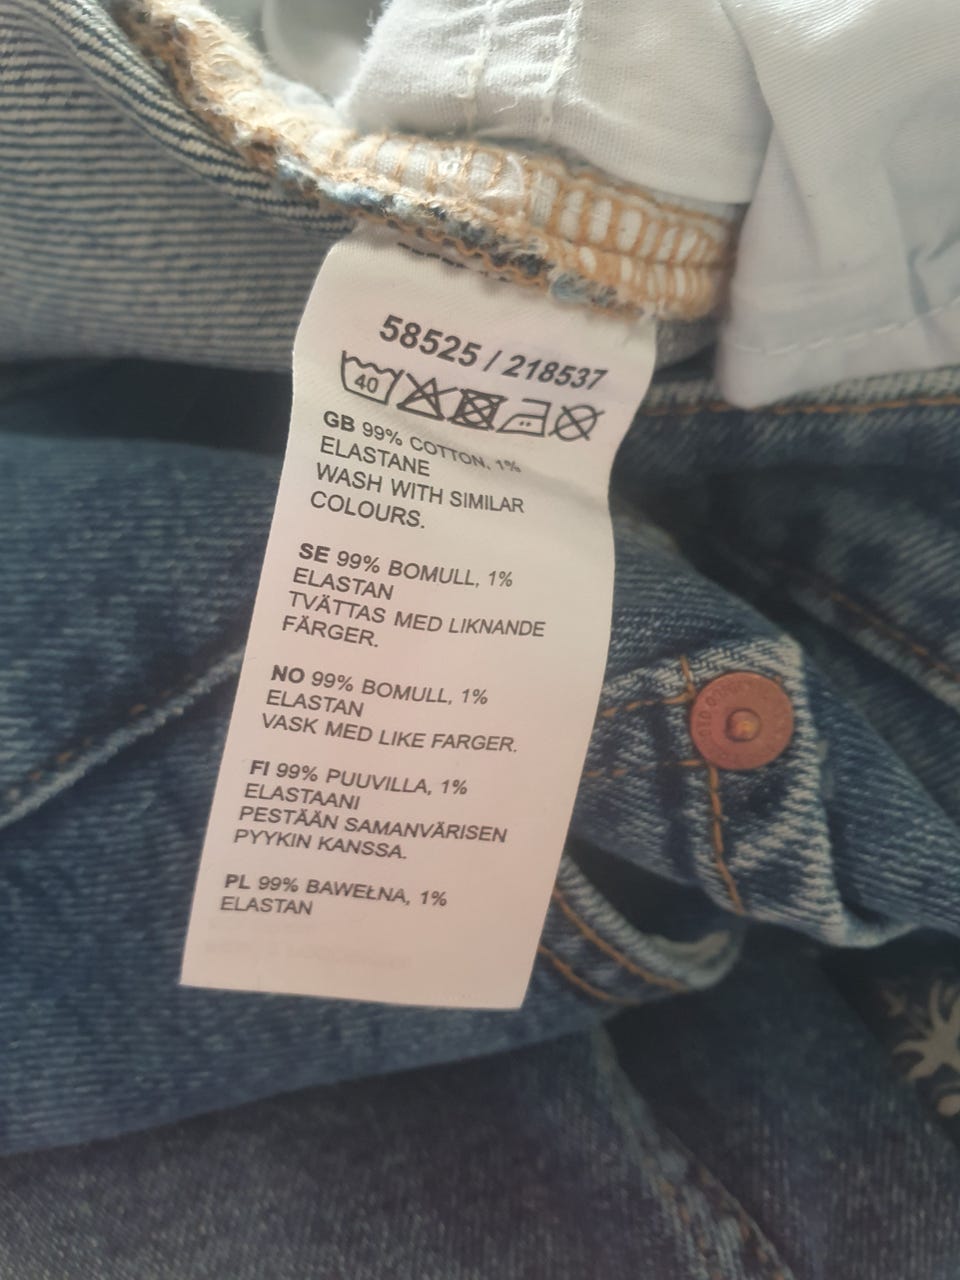 58525 / 218537
40
GB 99% COTTON, 1%
ELASTANE
WASH WITH SIMILAR
COLOURS.
SE 99% BOMULL, 1%
ELASTAN
TVÄTTAS MED LIKNANDE
FÄRGER.
NO 99% BOMULL, 1%
ELASTAN
VASK MED LIKE FARGER.
FI 99% PUUVILLA, 1%
ELASTAANI
PESTÄÄN SAMANVÄRISEN
PYYKIN KANSSA.
PL 99% BAWEŁNA, 1%
ELASTAN